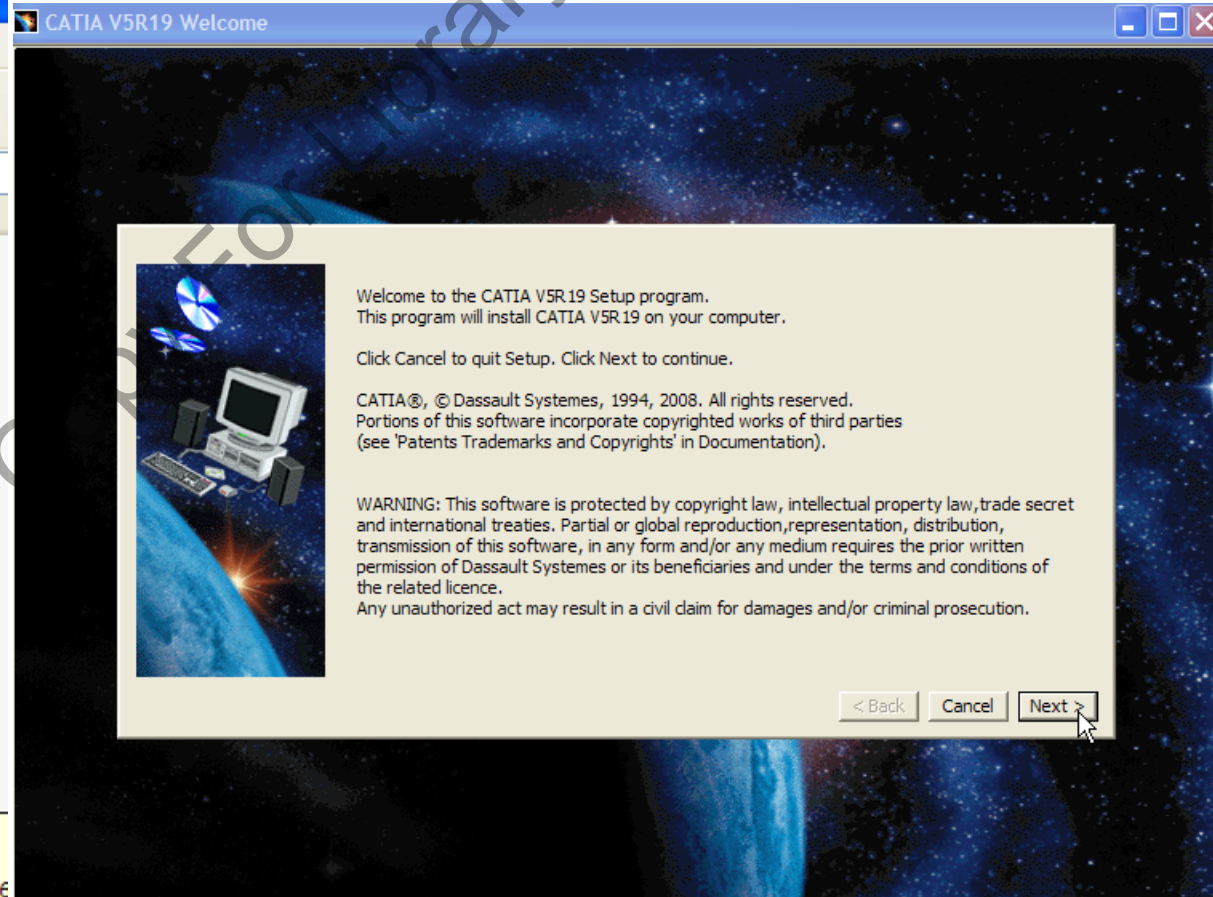 CATIA V5R19 Welcome
Welcome to the CATIA V5R19 Setup program.
This program will install CATIA V5R19 on your computer.
Click Cancel to quit Setup. Click Next to continue.
CATIA®, © Dassault Systemes, 1994, 2008. All rights reserved.
Portions of this software incorporate copyrighted works of third parties
(see 'Patents Trademarks and Copyrights' in Documentation).
WARNING: This software is protected by copyright law, intellectual property law,trade secret
and international treaties. Partial or global reproduction,representation, distribution,
transmission of this software, in any form and/or any medium requires the prior written
permission of Dassault Systemes or its beneficiaries and under the terms and conditions of
the related licence.
Any unauthorized act may result in a civil claim for damages and/or criminal prosecution.
< Back Cancel Next >
For